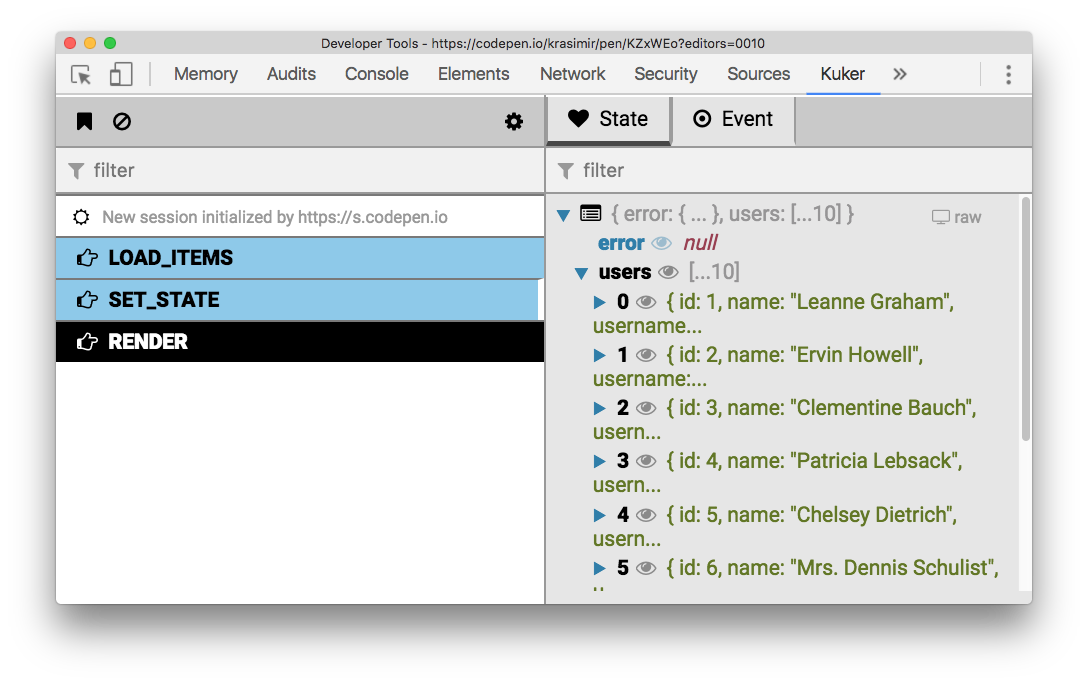 Developer Tools - https://codepen.io/krasimir/pen/KZxWEo?editors=0010
Memory Audits Console Elements Network Security Sources Kuker »
State Event
filter
filter
New session initialized by https://s.codepen.io
LOAD_ITEMS
SET_STATE
RENDER
{ error: { ... }, users: [...10] } raw
error null
users [...10]
0 { id: 1, name: "Leanne Graham",
username...
1 { id: 2, name: "Ervin Howell",
username:...
2 { id: 3, name: "Clementine Bauch",
usern...
3 { id: 4, name: "Patricia Lebsack",
usern...
4 { id: 5, name: "Chelsey Dietrich",
usern...
5 { id: 6, name: "Mrs. Dennis Schulist",